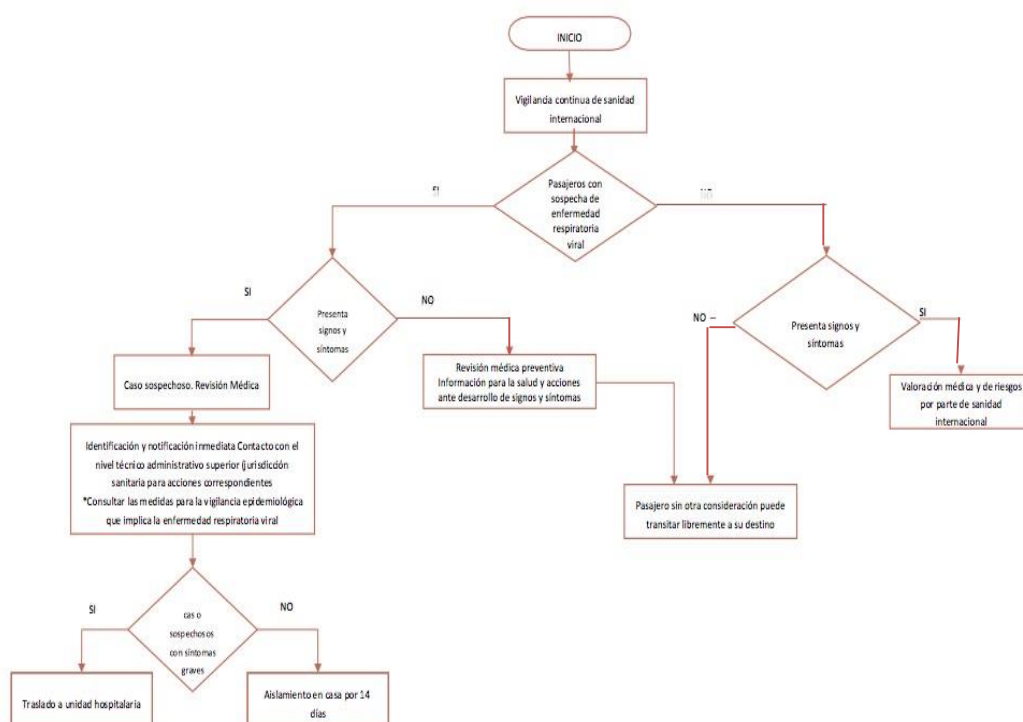 INICIO
Vigilancia continua de sanidad
internacional
Pasajeros con
sospecha de
enfermedad
respiratoria
viral
SI
NO
Presenta
signos y
síntomas
SI
NO
Presenta signos y
síntomas
NO –
SI
Caso sospechoso. Revisión Médica
Revisión médica preventiva
Información para la salud y acciones
ante desarrollo de signos y síntomas
Valoración médica y de riesgos
por parte de sanidad
internacional
Identificación y notificación inmediata Contacto con el
nivel técnico administrativo superior (jurisdicción
sanitaria para acciones correspondientes
*Consultar las medidas para la vigilancia epidemiológica
que implica la enfermedad respiratoria viral
Pasajero sin otra consideración puede
transitar libremente a su destino
cas o
sospechosos
con síntomas
graves
SI
NO
Traslado a unidad hospitalaria
Aislamiento en casa por 14
días